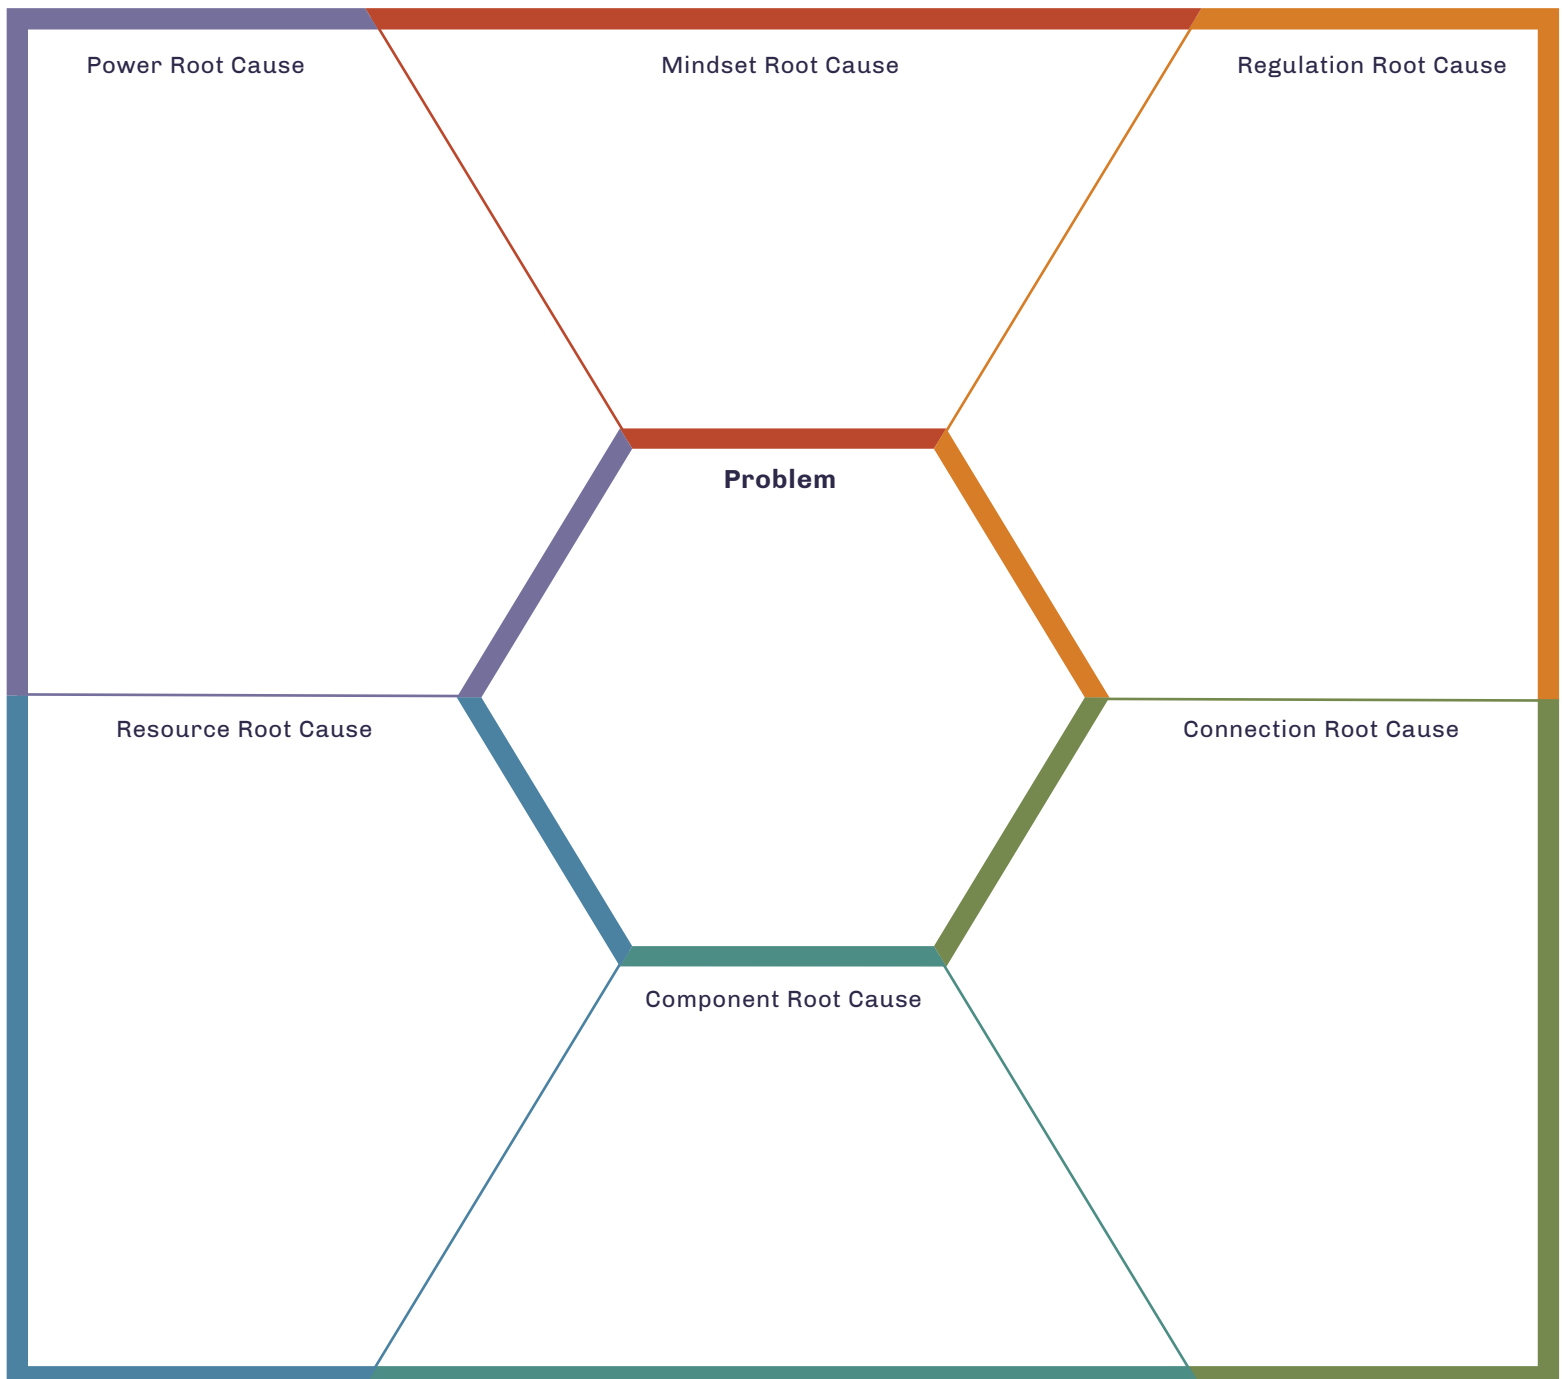 Power Root Cause
Mindset Root Cause
Regulation Root Cause
Problem
Resource Root Cause
Connection Root Cause
Component Root Cause